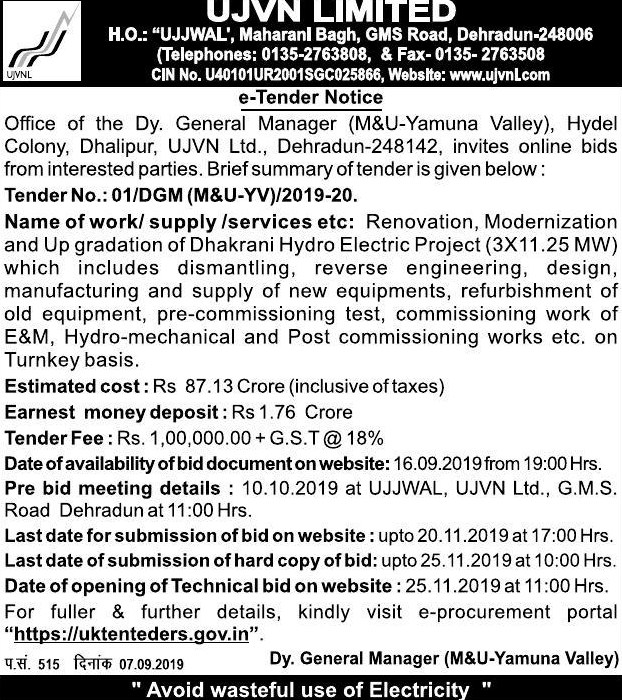 UJVN LIMITED
H.O.: “UJJWAL', Maharani Bagh, GMS Road, Dehradun-248006
(Telephones: 0135-2763808, & Fax- 0135- 2763508
CIN No. U40101UR2001SGC025866, Website: www.ujvnl.com
UJVNL
e-Tender Notice
Office of the Dy. General Manager (M&U-Yamuna Valley), Hydel
Colony, Dhalipur, UJVN Ltd., Dehradun-248142, invites online bids
from interested parties. Brief summary of tender is given below :
Tender No.: 01/DGM (M&U-YV)/2019-20.
Name of work/ supply /services etc: Renovation, Modernization
and Up gradation of Dhakrani Hydro Electric Project (3X11.25 MW)
which includes dismantling, reverse engineering, design,
manufacturing and supply of new equipments, refurbishment of
old equipment, pre-commissioning test, commissioning work of
E&M, Hydro-mechanical and Post commissioning works etc. on
Turnkey basis.
Estimated cost : Rs 87.13 Crore (inclusive of taxes)
Earnest money deposit : Rs 1.76 Crore
Tender Fee : Rs. 1,00,000.00 + G.S.T @ 18%
Date of availability of bid document on website: 16.09.2019 from 19:00 Hrs.
Pre bid meeting details : 10.10.2019 at UJJWAL, UJVN Ltd., G.M.S.
Road Dehradun at 11:00 Hrs.
Last date for submission of bid on website : upto 20.11.2019 at 17:00 Hrs.
Last date of submission of hard copy of bid: upto 25.11.2019 at 10:00 Hrs.
Date of opening of Technical bid on website : 25.11.2019 at 11:00 Hrs.
For fuller & further details, kindly visit e-procurement portal
“https://uktenteders.gov.in”.
प.सं. 515 दिनांक 07.09.2019 Dy. General Manager (M&U-Yamuna Valley)
" Avoid wasteful use of Electricity "